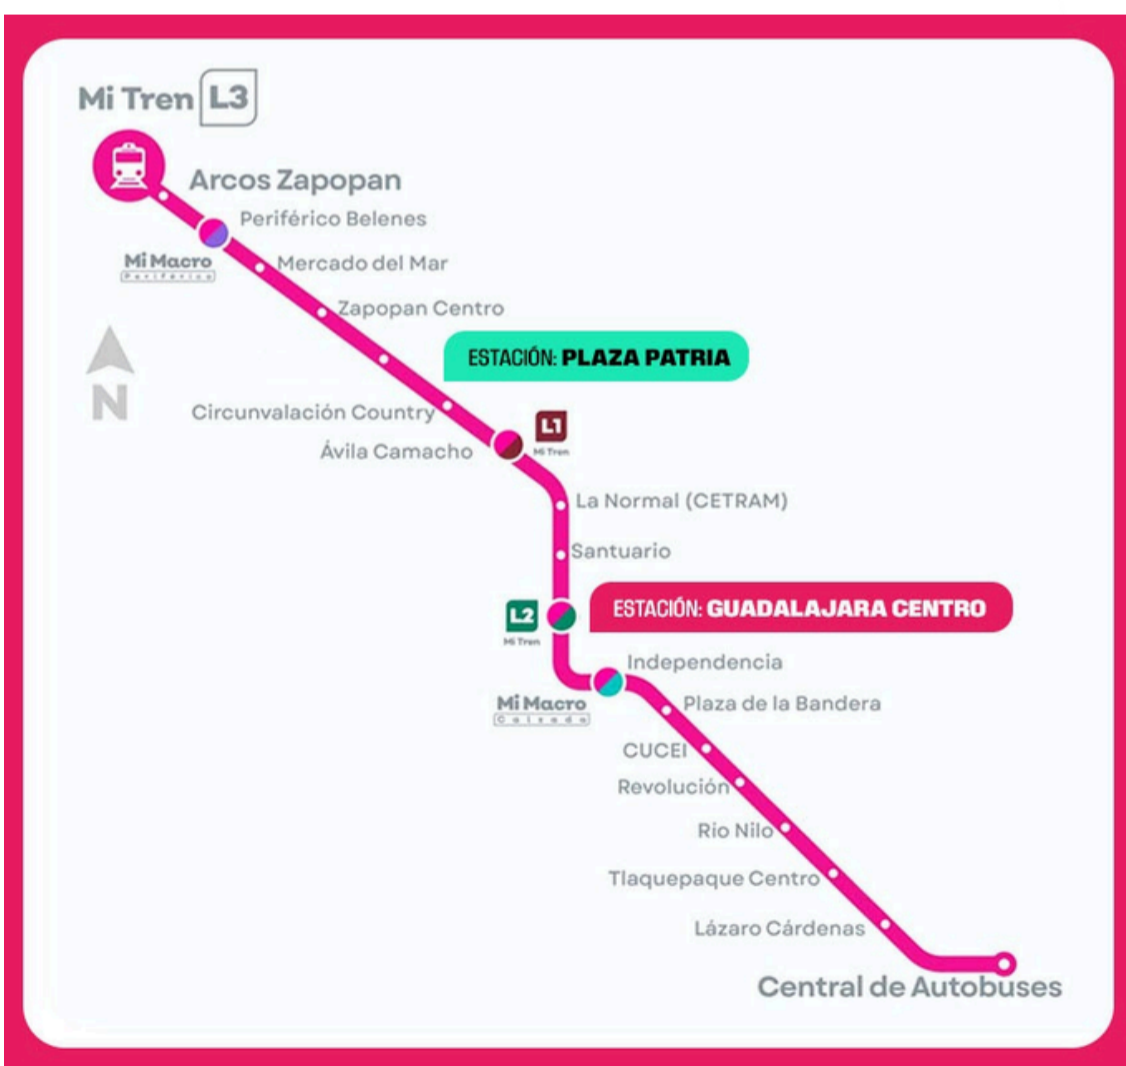 Mi Tren L3
Arcos Zapopan
Periférico Belenes
Mi Macro
Periférico
Mercado del Mar
Zapopan Centro
ESTACIÓN: PLAZA PATRIA
N
Circunvalación Country
L1
Mi Tren
Ávila Camacho
La Normal (CETRAM)
Santuario
L2
Mi Tren
ESTACIÓN: GUADALAJARA CENTRO
Independencia
Mi Macro
Calzada
Plaza de la Bandera
CUCEI
Revolución
Río Nilo
Tlaquepaque Centro
Lázaro Cárdenas
Central de Autobuses